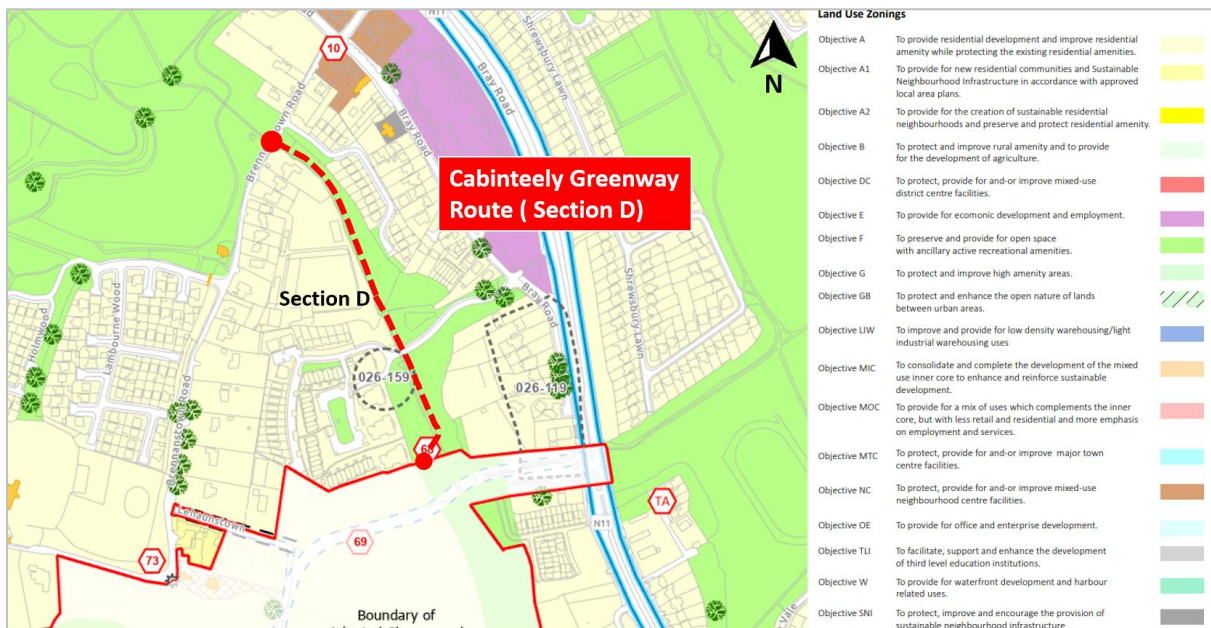 N11
10
Brenn
town Road
Bray Road
Bray Road
Shrewsbury Lawn
N
Cabinteely Greenway
Route ( Section D)
Section D
Holmwood
Lambourne Wood
Brennanstown Road
Bray Road
Shrewsbury Lawn
026-159
026-119
68
Lehaunstown
73
69
N11
TA
Vale
Boundary of
Land Use Zonings
Objective A To provide residential development and improve residential
amenity while protecting the existing residential amenities.
Objective A1 To provide for new residential communities and Sustainable
Neighbourhood Infrastructure in accordance with approved
local area plans.
Objective A2 To provide for the creation of sustainable residential
neighbourhoods and preserve and protect residential amenity.
Objective B To protect and improve rural amenity and to provide
for the development of agriculture.
Objective DC To protect, provide for and-or improve mixed-use
district centre facilities.
Objective E To provide for ecomonic development and employment.
Objective F To preserve and provide for open space
with ancillary active recreational amenities.
Objective G To protect and improve high amenity areas.
Objective GB To protect and enhance the open nature of lands
between urban areas.
Objective LIW To improve and provide for low density warehousing/light
industrial warehousing uses
Objective MIC To consolidate and complete the development of the mixed
use inner core to enhance and reinforce sustainable
development.
Objective MOC To provide for a mix of uses which complements the inner
core, but with less retail and residential and more emphasis
on employment and services.
Objective MTC To protect, provide for and-or improve major town
centre facilities.
Objective NC To protect, provide for and-or improve mixed-use
neighbourhood centre facilities.
Objective OE To provide for office and enterprise development.
Objective TLI To facilitate, support and enhance the development
of third level education institutions.
Objective W To provide for waterfront development and harbour
related uses.
Objective SNI To protect, improve and encourage the provision of
sustainable neighbourhood infrastructure